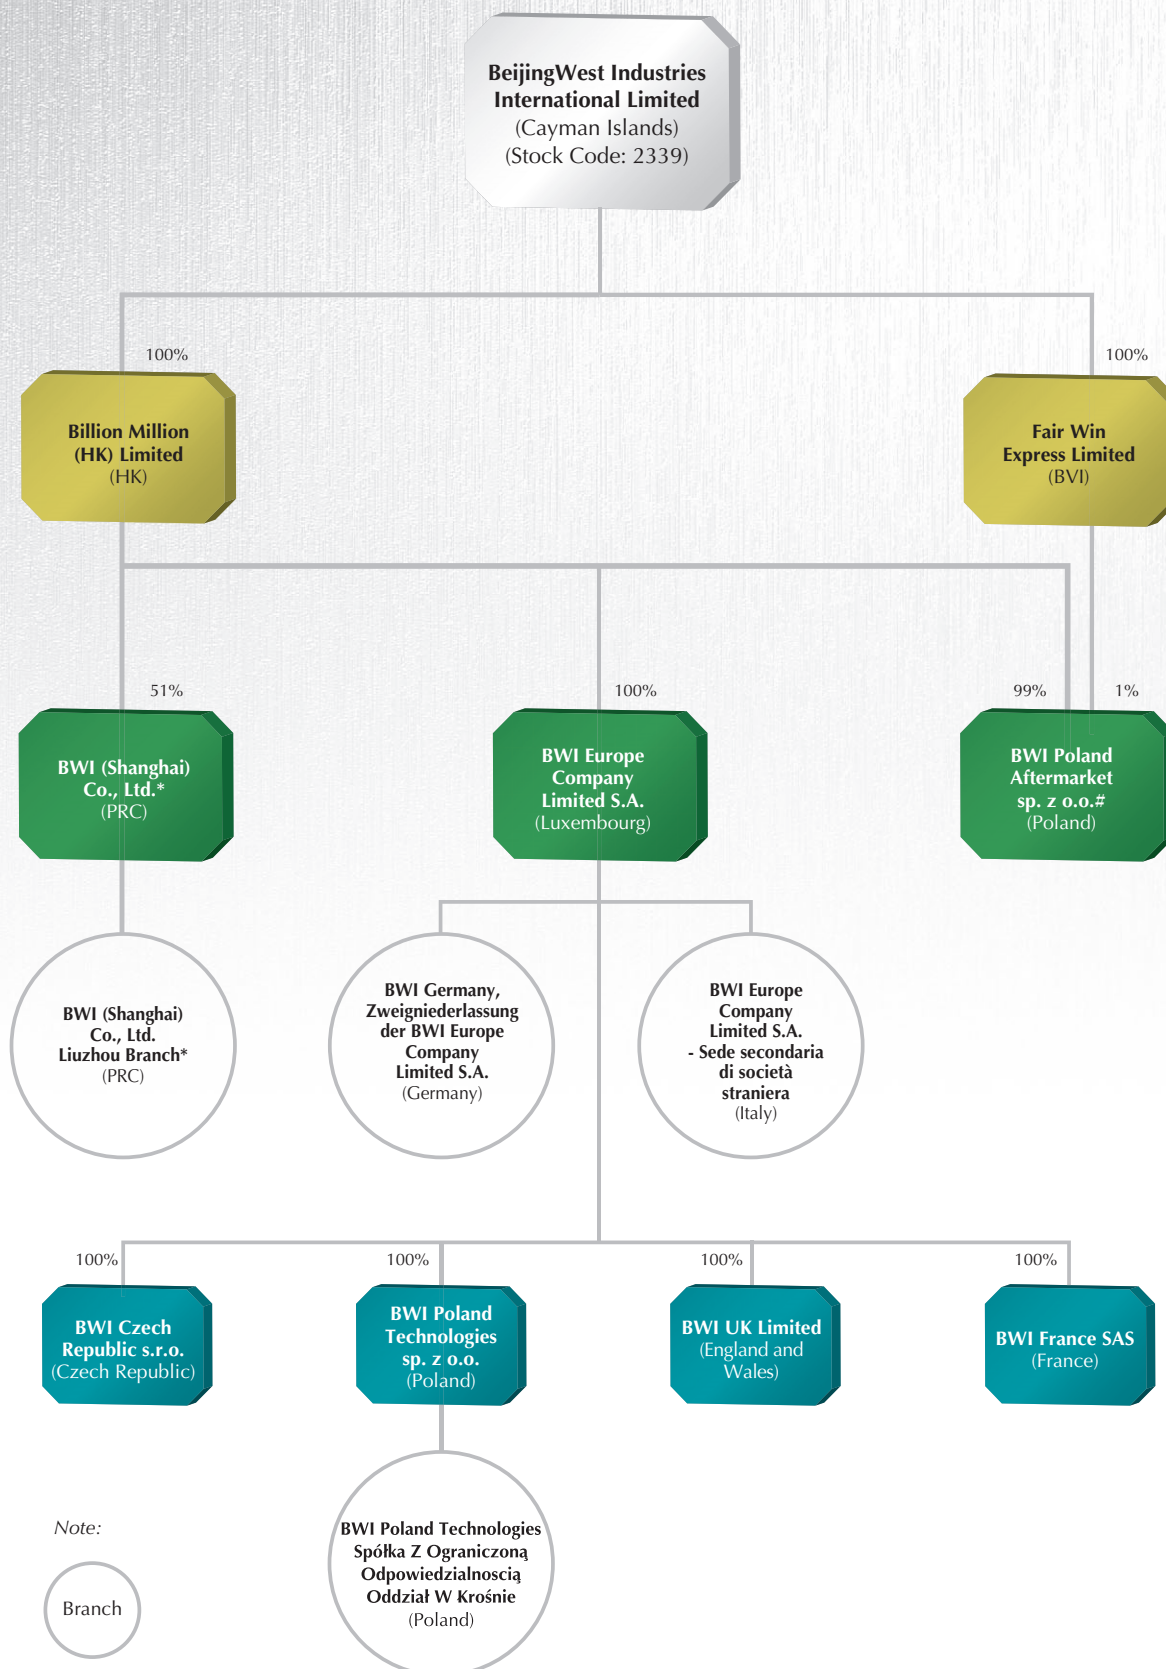 BeijingWest Industries
International Limited
(Cayman Islands)
(Stock Code: 2339)
100%
100%
Billion Million
(HK) Limited
(HK)
Fair Win
Express Limited
(BVI)
51%
100%
99%
1%
BWI (Shanghai)
Co., Ltd.*
(PRC)
BWI Europe
Company
Limited S.A.
(Luxembourg)
BWI Poland
Aftermarket
sp. z o.o.#
(Poland)
BWI (Shanghai)
Co., Ltd.
Liuzhou Branch*
(PRC)
BWI Germany,
Zweigniederlassung
der BWI Europe
Company
Limited S.A.
(Germany)
BWI Europe
Company
Limited S.A.
- Sede secondaria
di società
straniera
(Italy)
100%
100%
100%
100%
BWI Czech
Republic s.r.o.
(Czech Republic)
BWI Poland
Technologies
sp. z o.o.
(Poland)
BWI UK Limited
(England and
Wales)
BWI France SAS
(France)
BWI Poland Technologies
Spółka Z Ograniczoną
Odpowiedzialnoscią
Oddział W Krośnie
(Poland)
Note:
Branch